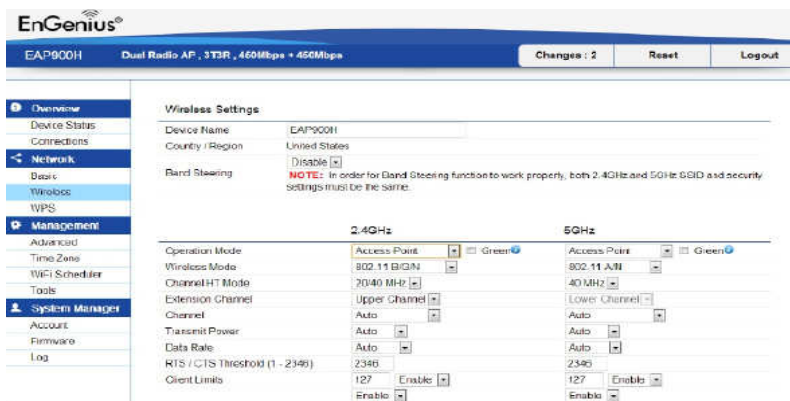 EnGenius®
EAP900H Dual Radio AP , 3T3R , 450Mbps + 450Mbps Changes : 2 Reset Logout
Overview
Device Status
Connections
Network
Basic
Wireless
WPS
Management
Advanced
Time Zone
WiFi Scheduler
Tools
System Manager
Account
Firmware
Log
Wireless Settings
Device Name EAP900H
Country / Region United States
Band Steering Disable
NOTE: In order for Band Steering function to work properly, both 2.4GHz and 5GHz SSID and security settings must be the same.
2.4GHz 5GHz
Operation Mode Access Point Green Access Point Green
Wireless Mode 802.11 B/G/N 802.11 A/N
Channel HT Mode 20/40 MHz 40 MHz
Extension Channel Upper Channel Lower Channel
Channel Auto Auto
Transmit Power Auto Auto
Data Rate Auto Auto
RTS / CTS Threshold (1 - 2346) 2346 2346
Client Limits 127 Enable 127 Enable
Enable Enable